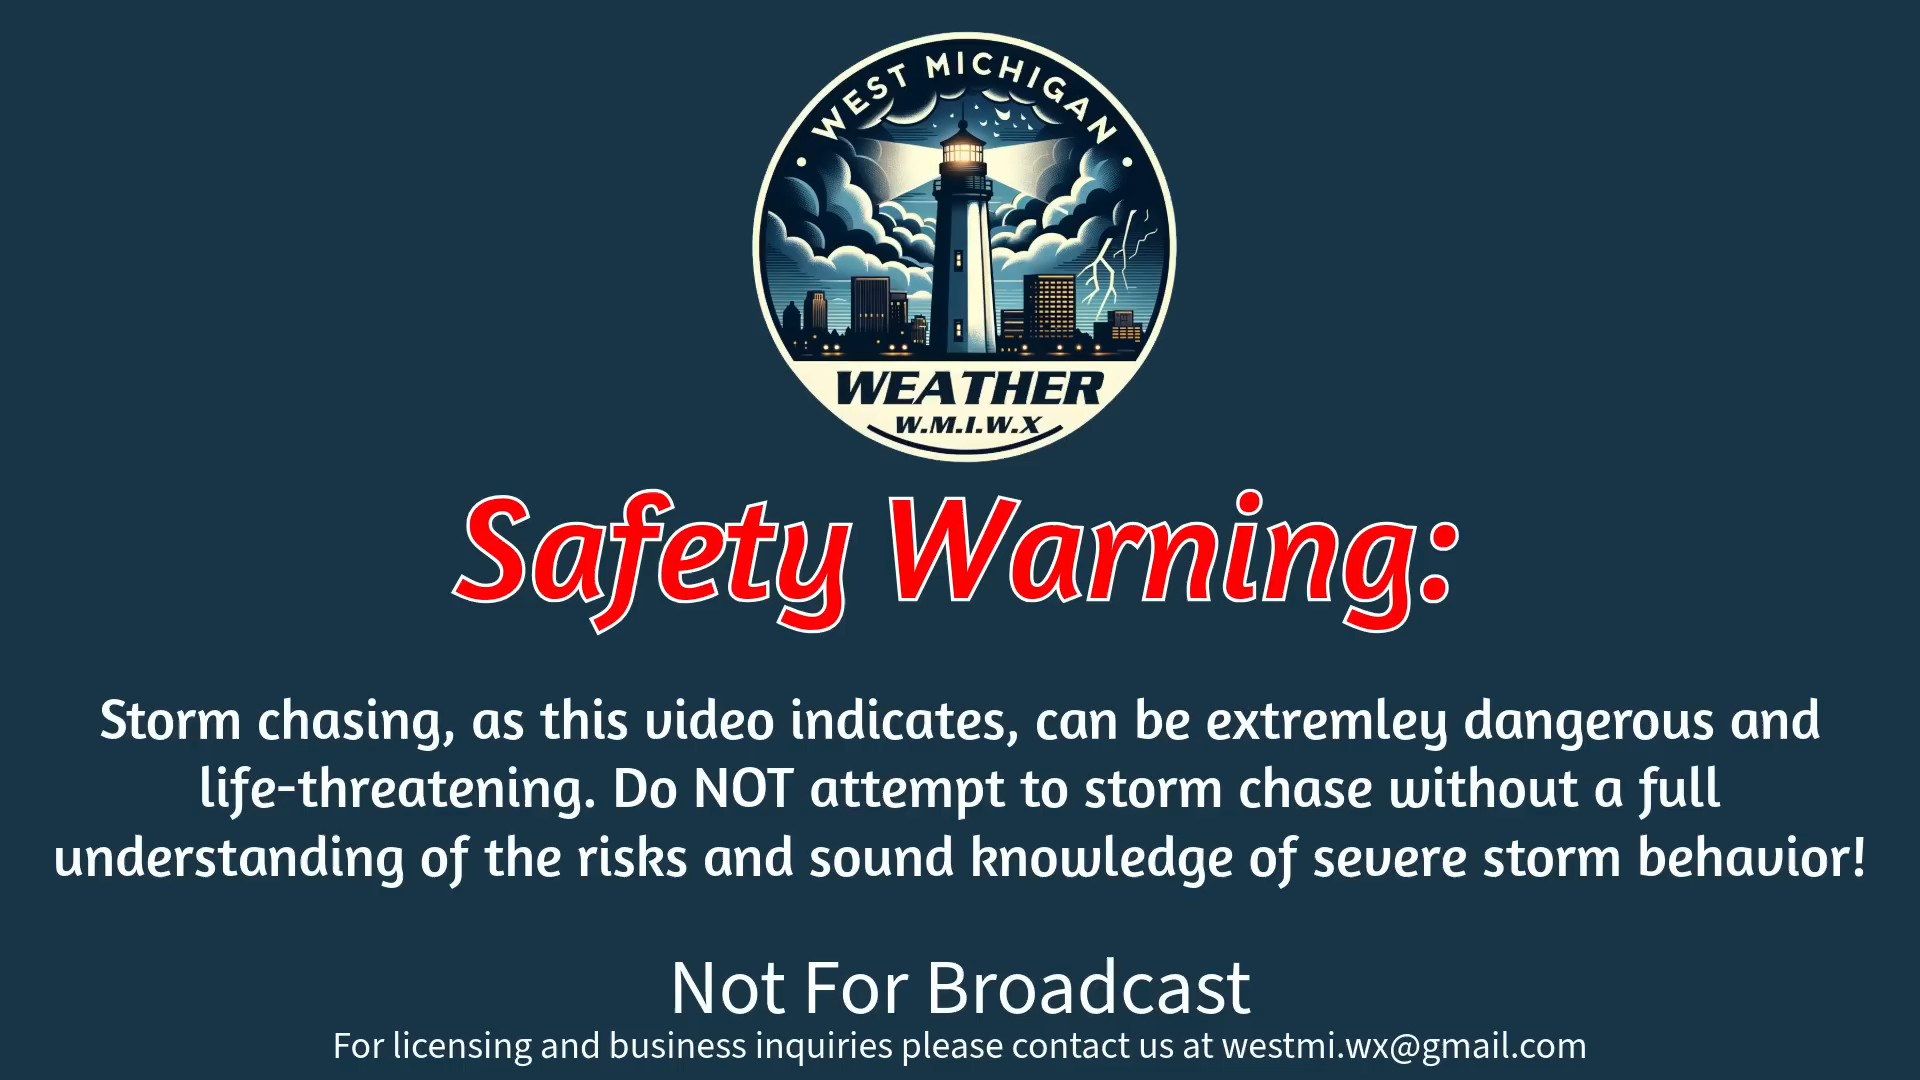 WEST MICHIGAN
WEATHER
W.M.I.W.X
Safety Warning:
Storm chasing, as this video indicates, can be extremley dangerous and
life-threatening. Do NOT attempt to storm chase without a full
understanding of the risks and sound knowledge of severe storm behavior!
Not For Broadcast
For licensing and business inquiries please contact us at westmi.wx@gmail.com